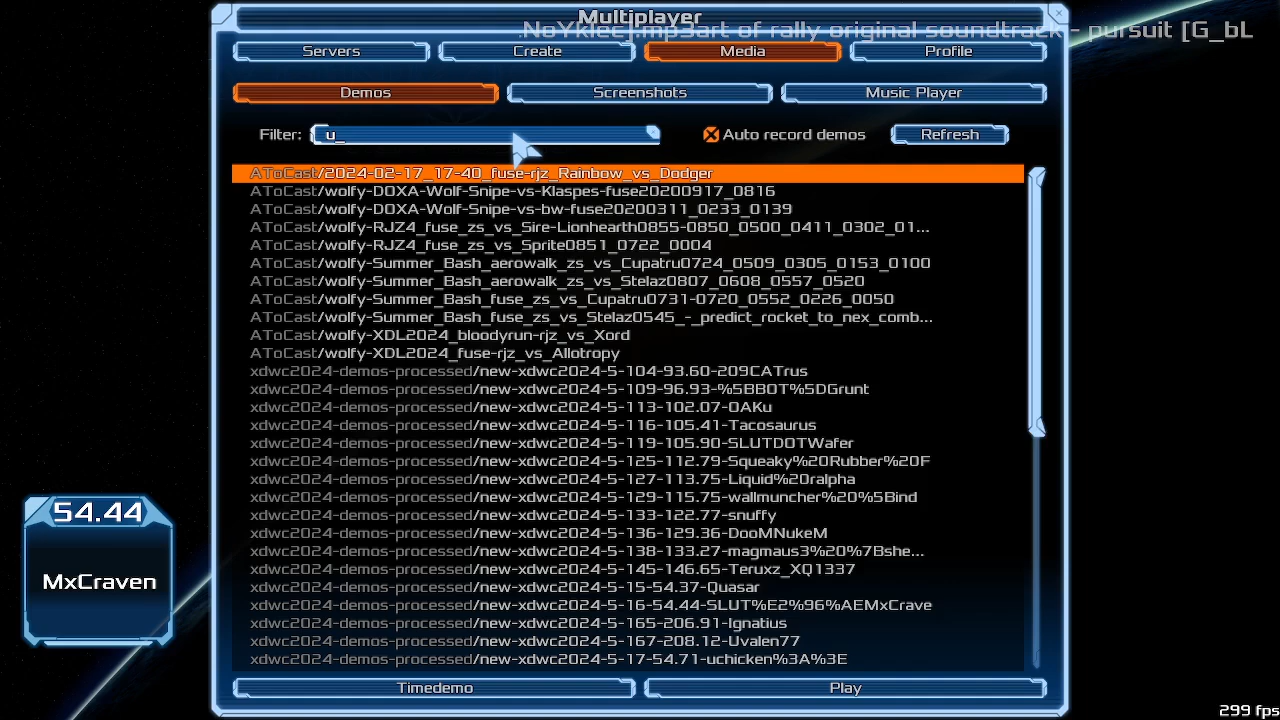 Multiplayer
.NoYklec].mp3art of rally original soundtrack - pursuit [G_bL
Servers Create Media Profile
Demos Screenshots Music Player
Filter: u_ Auto record demos Refresh
AToCast/2024-02-17_17-40_fuse-rjz_Rainbow_vs_Dodger
AToCast/wolfy-DOXA-Wolf-Snipe-vs-Klaspes-fuse20200917_0816
AToCast/wolfy-DOXA-Wolf-Snipe-vs-bw-fuse20200311_0233_0139
AToCast/wolfy-RJZ4_fuse_zs_vs_Sire-Lionhearth0855-0850_0500_0411_0302_01...
AToCast/wolfy-RJZ4_fuse_zs_vs_Sprite0851_0722_0004
AToCast/wolfy-Summer_Bash_aerowalk_zs_vs_Cupatru0724_0509_0305_0153_0100
AToCast/wolfy-Summer_Bash_aerowalk_zs_vs_Stelaz0807_0608_0557_0520
AToCast/wolfy-Summer_Bash_fuse_zs_vs_Cupatru0731-0720_0552_0226_0050
AToCast/wolfy-Summer_Bash_fuse_zs_vs_Stelaz0545_-_predict_rocket_to_nex_comb...
AToCast/wolfy-XDL2024_bloodyrun-rjz_vs_Xord
AToCast/wolfy-XDL2024_fuse-rjz_vs_Allotropy
xdwc2024-demos-processed/new-xdwc2024-5-104-93.60-209CATrus
xdwc2024-demos-processed/new-xdwc2024-5-109-96.93-%5BBOT%5DGrunt
xdwc2024-demos-processed/new-xdwc2024-5-113-102.07-0AKu
xdwc2024-demos-processed/new-xdwc2024-5-116-105.41-Tacosaurus
xdwc2024-demos-processed/new-xdwc2024-5-119-105.90-SLUTDOTWafer
xdwc2024-demos-processed/new-xdwc2024-5-125-112.79-Squeaky%20Rubber%20F
xdwc2024-demos-processed/new-xdwc2024-5-127-113.75-Liquid%20ralpha
xdwc2024-demos-processed/new-xdwc2024-5-129-115.75-wallmuncher%20%5Bind
xdwc2024-demos-processed/new-xdwc2024-5-133-122.77-snuffy
xdwc2024-demos-processed/new-xdwc2024-5-136-129.36-DooMNukeM
xdwc2024-demos-processed/new-xdwc2024-5-138-133.27-magmaus3%20%7Bshe...
xdwc2024-demos-processed/new-xdwc2024-5-145-146.65-Teruxz_XQ1337
xdwc2024-demos-processed/new-xdwc2024-5-15-54.37-Quasar
xdwc2024-demos-processed/new-xdwc2024-5-16-54.44-SLUT%E2%96%AEMxCrave
xdwc2024-demos-processed/new-xdwc2024-5-165-206.91-Ignatius
xdwc2024-demos-processed/new-xdwc2024-5-167-208.12-Uvalen77
xdwc2024-demos-processed/new-xdwc2024-5-17-54.71-uchicken%3A%3E
Timedemo Play
54.44
MxCraven
299 fps